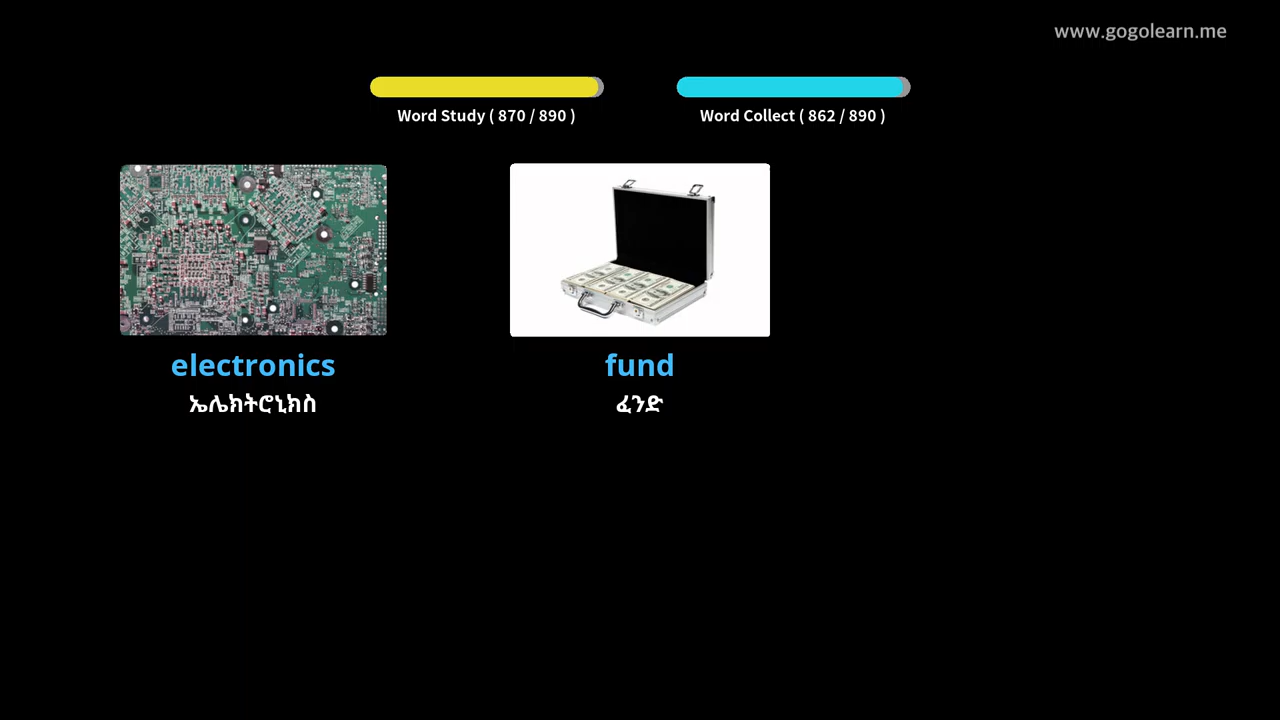 www.gogolearn.me
Word Study ( 870 / 890 )
Word Collect ( 862 / 890 )
electronics
ኤሌክትሮኒክስ
fund
ፈንድ